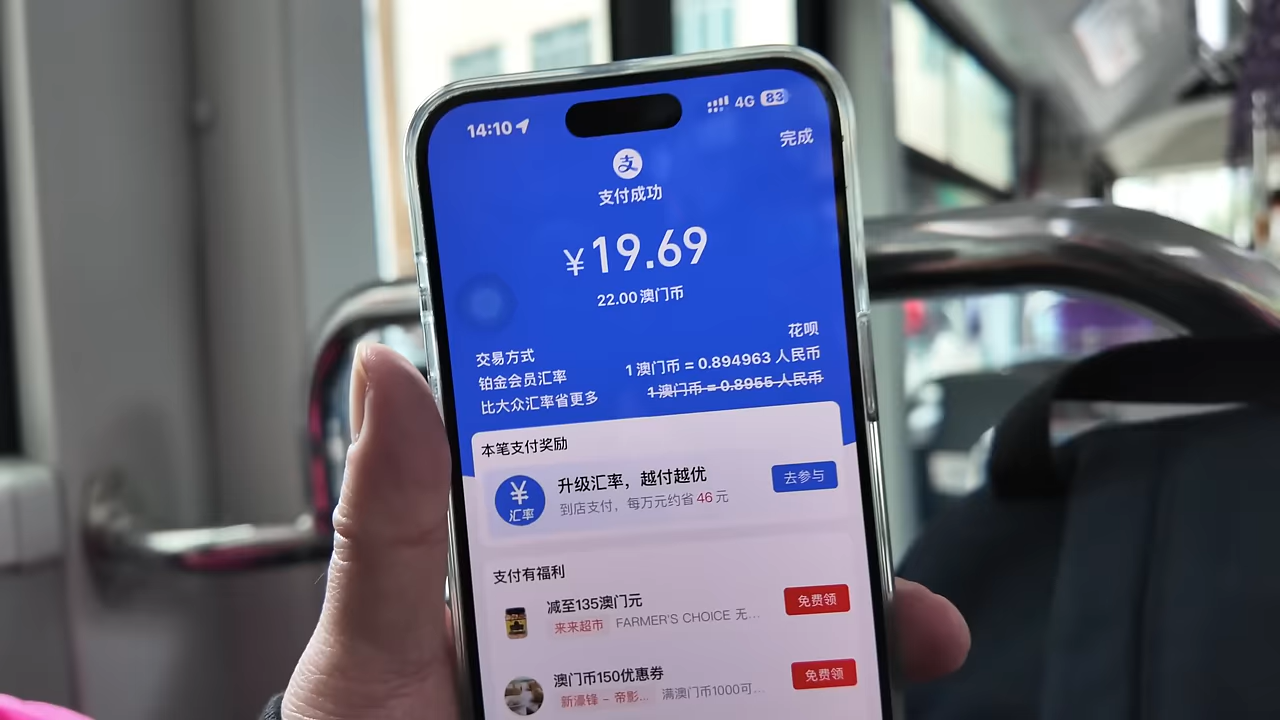 14:10
4G 83
完成
支
支付成功
¥19.69
22.00 澳门币
交易方式 花呗
铂金会员汇率 1 澳门币 = 0.894963 人民币
比大众汇率省更多 1 澳门币 = 0.8955 人民币
本笔支付奖励
¥
汇率
升级汇率，越付越优
到店支付，每万元约省 46 元
去参与
支付有福利
减至135澳门元
来来超市 FARMER'S CHOICE 无...
免费领
澳门币150优惠券
新濠锋 - 帝影... 满澳门币1000可...
免费领